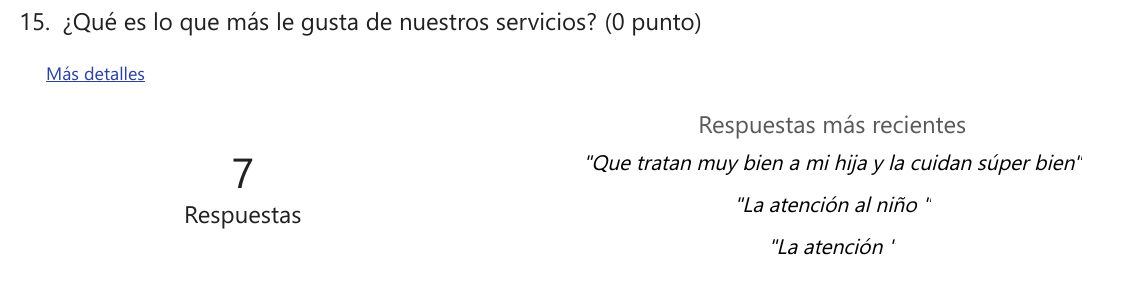 15. ¿Qué es lo que más le gusta de nuestros servicios? (0 punto)
Más detalles
7
Respuestas
Respuestas más recientes
"Que tratan muy bien a mi hija y la cuidan súper bien"
"La atención al niño "
"La atención '